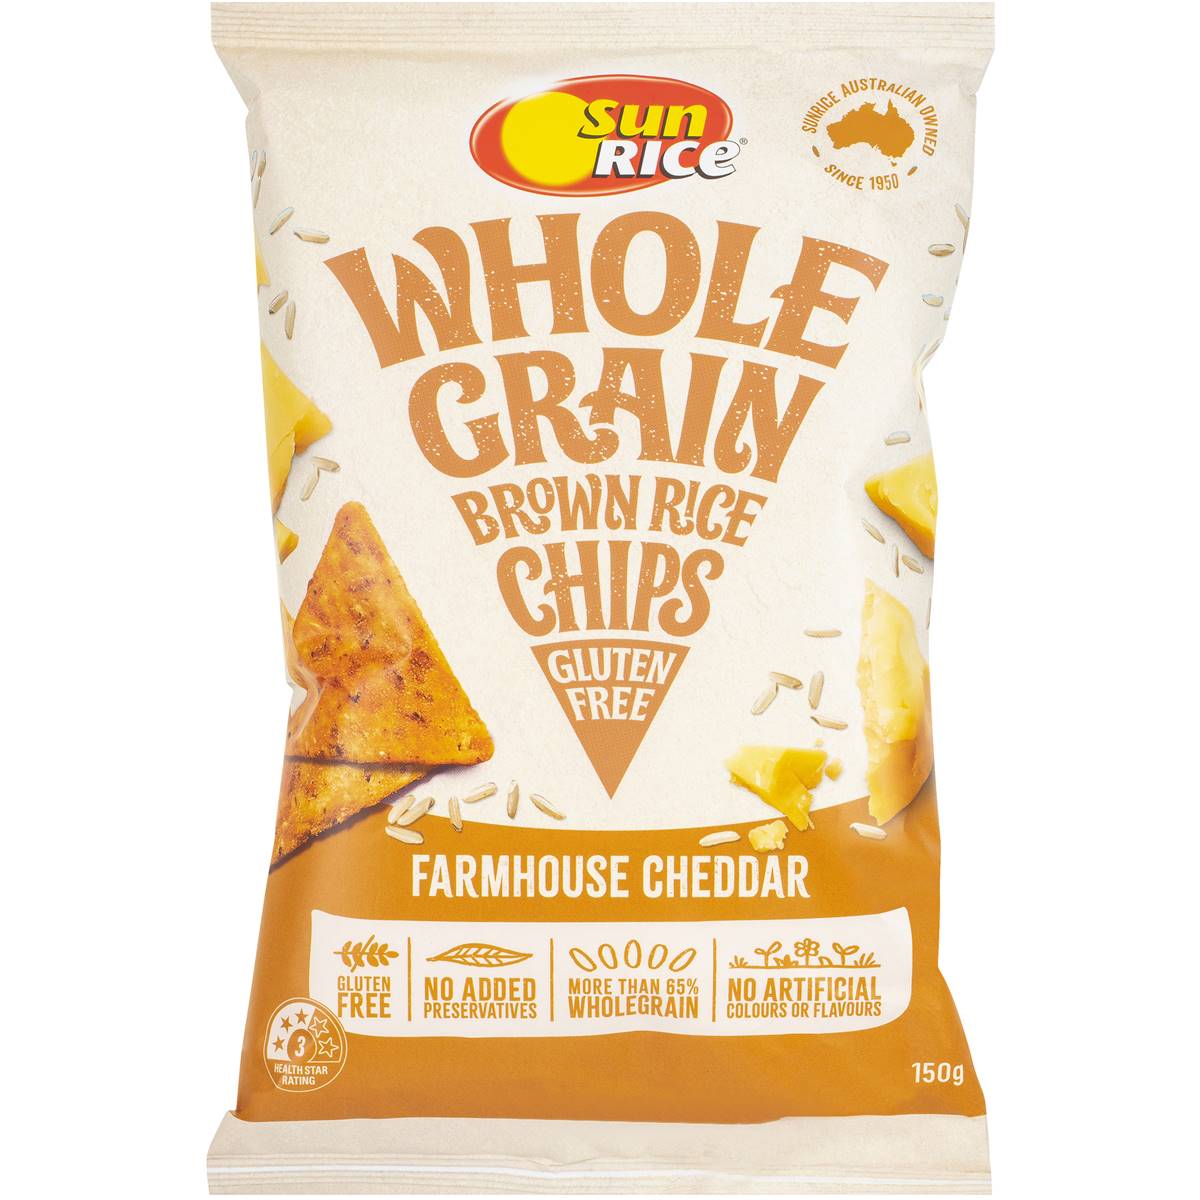 Sun
RICE®
SUNRICE AUSTRALIAN OWNED
SINCE 1950
WHOLE
GRAIN
BROWN RICE
CHIPS
GLUTEN
FREE
FARMHOUSE CHEDDAR
GLUTEN
FREE
NO ADDED
PRESERVATIVES
MORE THAN 65%
WHOLEGRAIN
NO ARTIFICIAL
COLOURS OR FLAVOURS
3
HEALTH STAR
RATING
150g